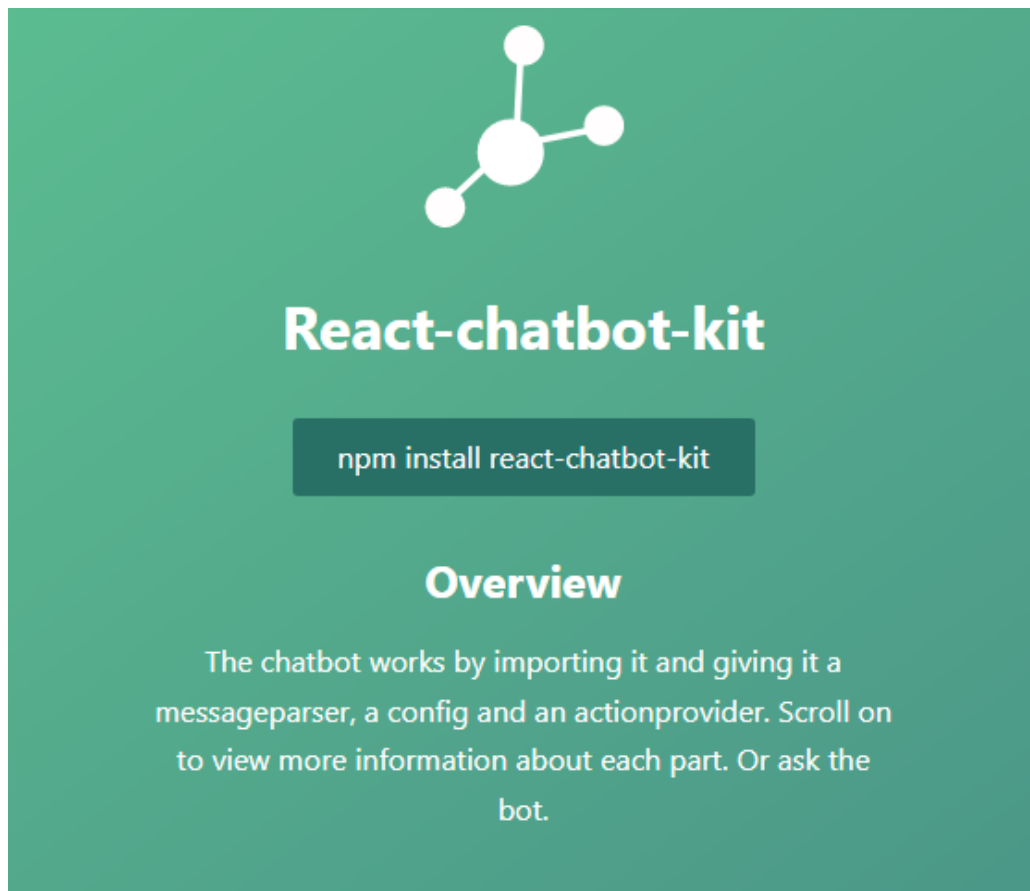 React-chatbot-kit
npm install react-chatbot-kit
Overview
The chatbot works by importing it and giving it a
messageparser, a config and an actionprovider. Scroll on
to view more information about each part. Or ask the
bot.